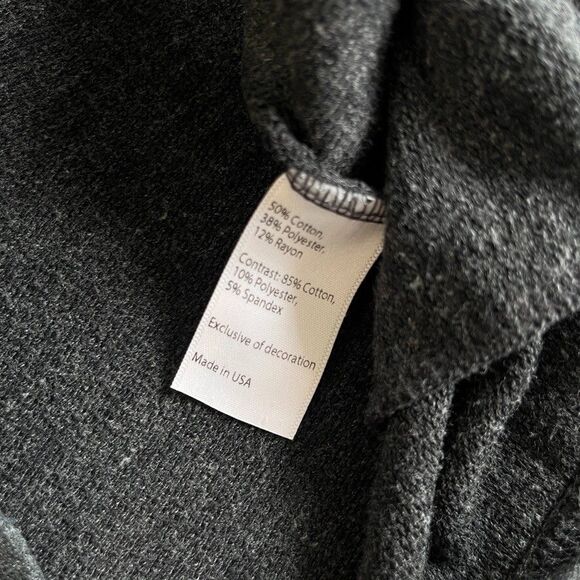 50% Cotton,
38% Polyester,
12% Rayon
Contrast: 85% Cotton,
10% Polyester,
5% Spandex
Exclusive of decoration
Made in USA